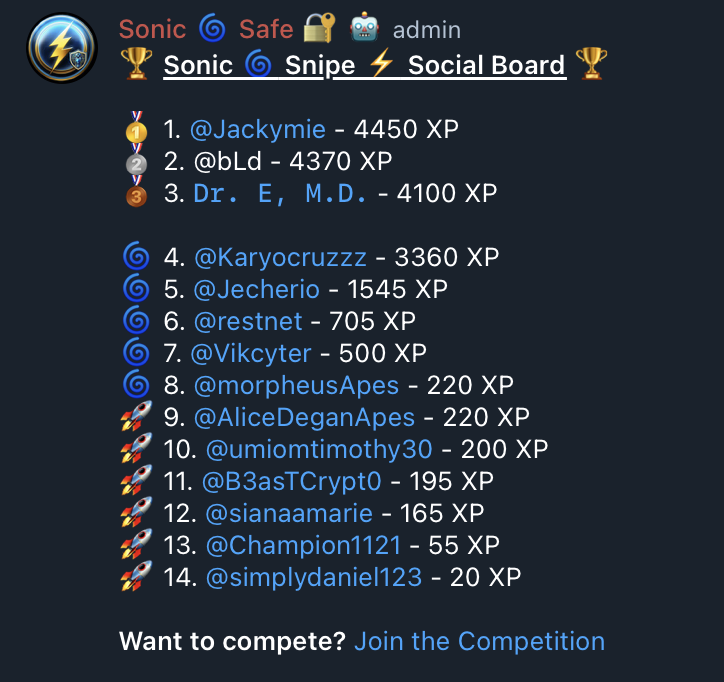 Sonic 🌀 Safe 🔐 🤖 admin
🏆 Sonic 🌀 Snipe ⚡ Social Board 🏆
🥇 1. @Jackymie - 4450 XP
🥈 2. @bLd - 4370 XP
🥉 3. Dr. E, M.D. - 4100 XP
🌀 4. @Karyocruzzz - 3360 XP
🌀 5. @Jecherio - 1545 XP
🌀 6. @restnet - 705 XP
🌀 7. @Vikcyter - 500 XP
🌀 8. @morpheusApes - 220 XP
🚀 9. @AliceDeganApes - 220 XP
🚀 10. @umiomtimothy30 - 200 XP
🚀 11. @B3asTCrypt0 - 195 XP
🚀 12. @sianaamarie - 165 XP
🚀 13. @Champion1121 - 55 XP
🚀 14. @simplydaniel123 - 20 XP
Want to compete? Join the Competition